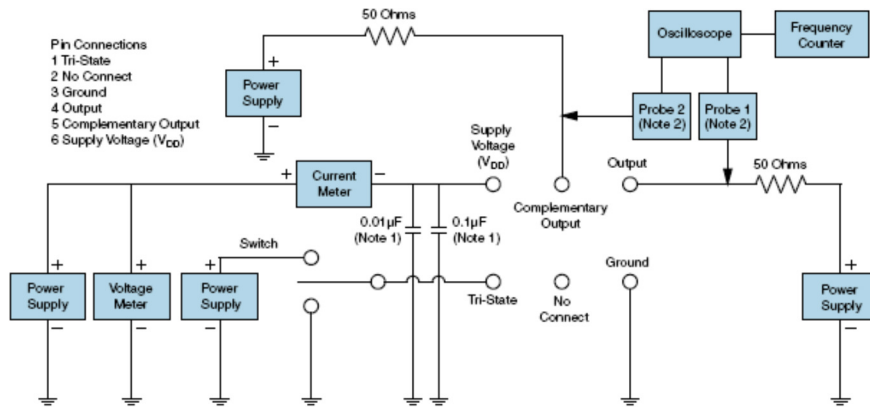 50 Ohms
Pin Connections
1 Tri-State
2 No Connect
3 Ground
4 Output
5 Complementary Output
6 Supply Voltage (VDD)
+
Power
Supply
−
Oscilloscope
Frequency
Counter
Probe 2
(Note 2)
Probe 1
(Note 2)
Supply
Voltage
(VDD)
Output
50 Ohms
+
Current
Meter
−
Complementary
Output
0.01µF
(Note 1)
0.1µF
(Note 1)
Switch
Ground
+
Power
Supply
−
+
Voltage
Meter
−
+
Power
Supply
−
Tri-State
No
Connect
+
Power
Supply
−